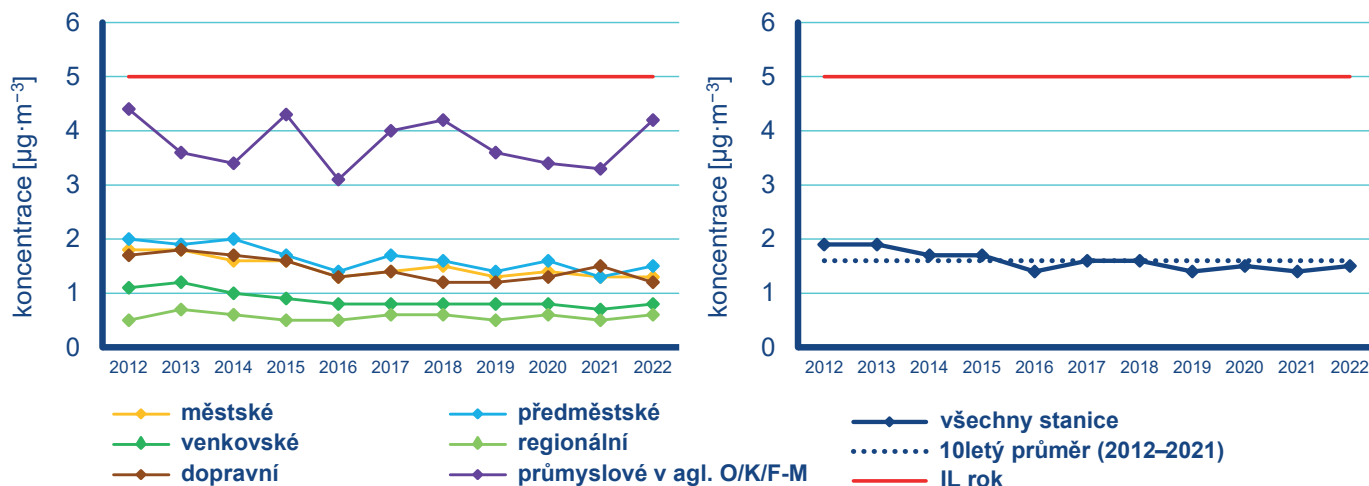 koncentrace [µg·m⁻³]
6
5
4
3
2
1
0
2012 2013 2014 2015 2016 2017 2018 2019 2020 2021 2022
městské
předměstské
venkovské
regionální
dopravní
průmyslové v agl. O/K/F-M
koncentrace [µg·m⁻³]
6
5
4
3
2
1
0
2012 2013 2014 2015 2016 2017 2018 2019 2020 2021 2022
všechny stanice
10letý průměr (2012–2021)
IL rok